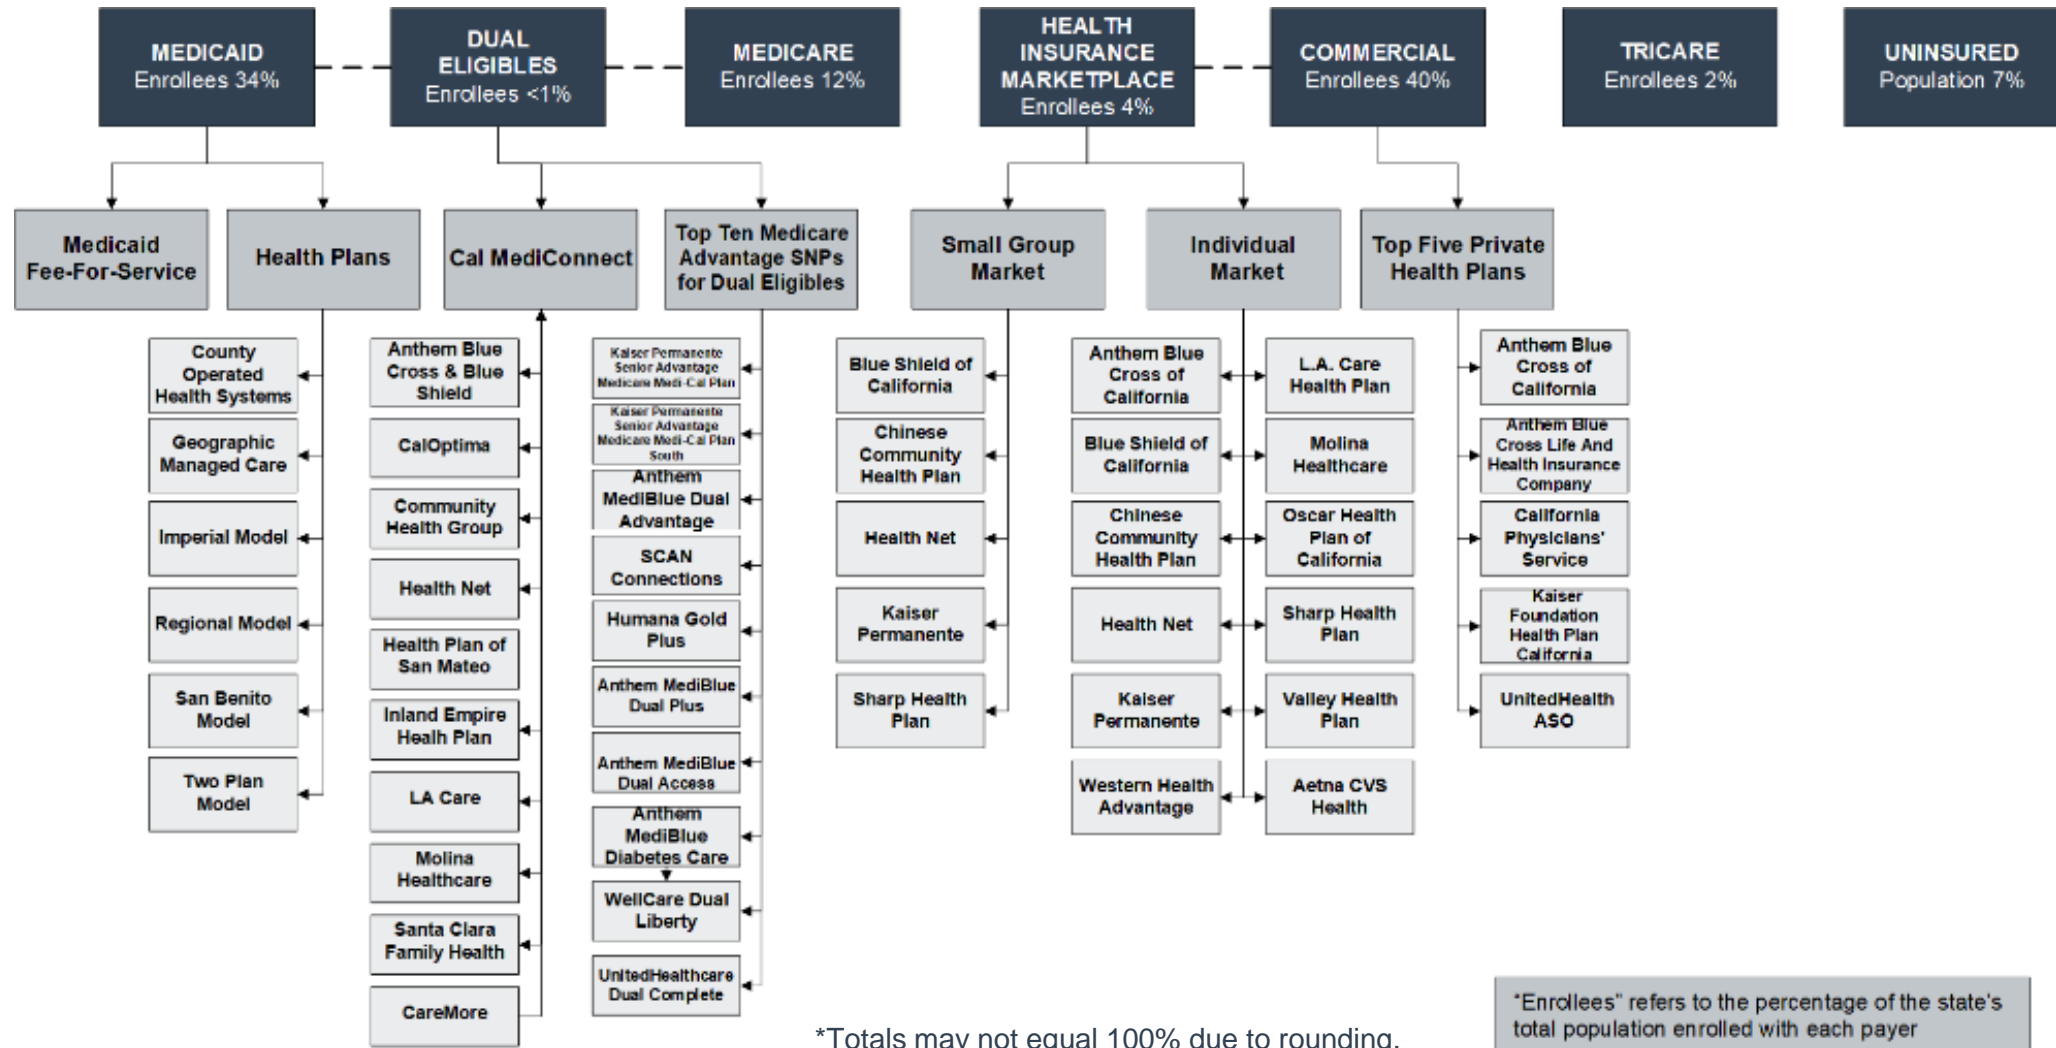 MEDICAID
Enrollees 34%
DUAL
ELIGIBLES
Enrollees <1%
MEDICARE
Enrollees 12%
HEALTH
INSURANCE
MARKETPLACE
Enrollees 4%
COMMERCIAL
Enrollees 40%
TRICARE
Enrollees 2%
UNINSURED
Population 7%
Medicaid
Fee-For-Service
Health Plans
Cal MediConnect
Top Ten Medicare
Advantage SNPs
for Dual Eligibles
Small Group
Market
Individual
Market
Top Five Private
Health Plans
County
Operated
Health Systems
Geographic
Managed Care
Imperial Model
Regional Model
San Benito
Model
Two Plan
Model
Anthem Blue
Cross & Blue
Shield
CalOptima
Community
Health Group
Health Net
Health Plan of
San Mateo
Inland Empire
Healh Plan
LA Care
Molina
Healthcare
Santa Clara
Family Health
CareMore
Kaiser Permanente
Senior Advantage
Medicare Medi-Cal Plan
Kaiser Permanente
Senior Advantage
Medicare Medi-Cal Plan
South
Anthem
MediBlue Dual
Advantage
SCAN
Connections
Humana Gold
Plus
Anthem MediBlue
Dual Plus
Anthem MediBlue
Dual Access
Anthem
MediBlue
Diabetes Care
WellCare Dual
Liberty
UnitedHealthcare
Dual Complete
Blue Shield of
California
Chinese
Community
Health Plan
Health Net
Kaiser
Permanente
Sharp Health
Plan
Anthem Blue
Cross of
California
Blue Shield of
California
Chinese
Community
Health Plan
Health Net
Kaiser
Permanente
Western Health
Advantage
L.A. Care
Health Plan
Molina
Healthcare
Oscar Health
Plan of
California
Sharp Health
Plan
Valley Health
Plan
Aetna CVS
Health
Anthem Blue
Cross of
California
Anthem Blue
Cross Life And
Health Insurance
Company
California
Physicians'
Service
Kaiser
Foundation
Health Plan
California
UnitedHealth
ASO
*Totals may not equal 100% due to rounding.
"Enrollees" refers to the percentage of the state's
total population enrolled with each payer